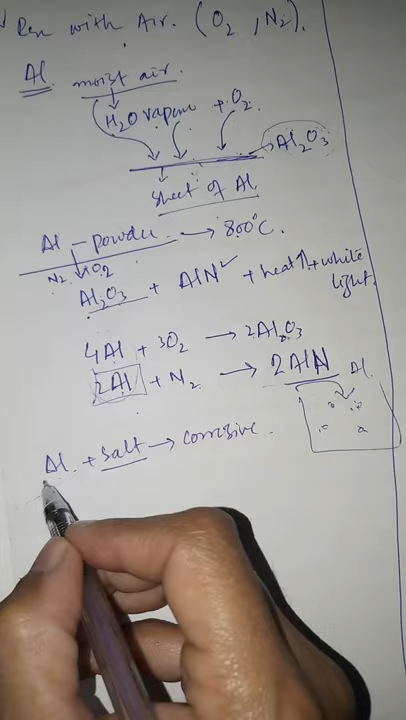 Rxn with Air. (O2, N2).
Al moist air.
H2O vapour + O2.
Al2O3
Sheet of Al.
Al - powder → 800°C.
N2 ↓ O2
Al2O3 + AlN ✓ + heat ↑ + white light.
4Al + 3O2 → 2Al2O3
2Al + N2 → 2AlN Al.
Al + salt → corrosive.